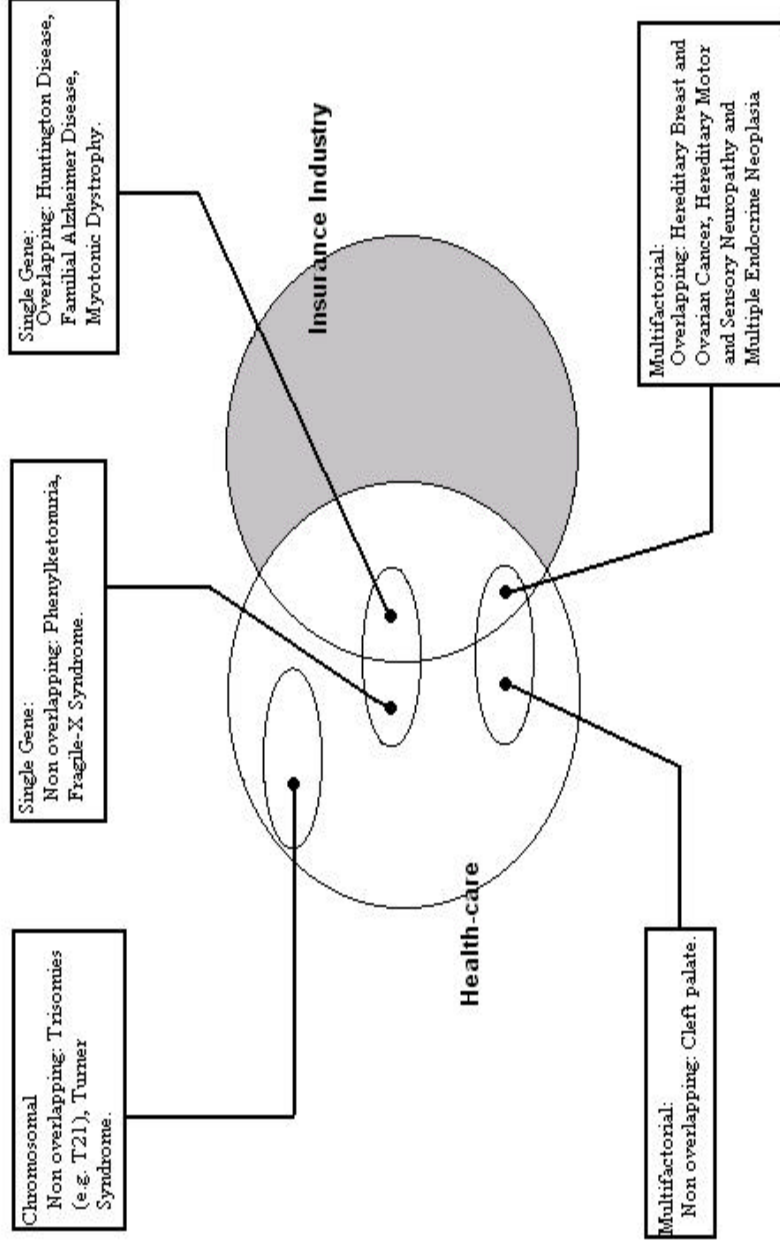 Chromosomal
Non overlapping: Trisomies
(e.g. T21), Turner
Syndrome.
Single Gene:
Non overlapping: Phenylketonuria,
Fragile-X Syndrome.
Single Gene:
Overlapping: Huntington Disease,
Familial Alzheimer Disease,
Myotonic Dystrophy.
Health-care
Insurance Industry
Multifactorial:
Non overlapping: Cleft palate.
Multifactorial:
Overlapping: Hereditary Breast and
Ovarian Cancer, Hereditary Motor
and Sensory Neuropathy and
Multiple Endocrine Neoplasia